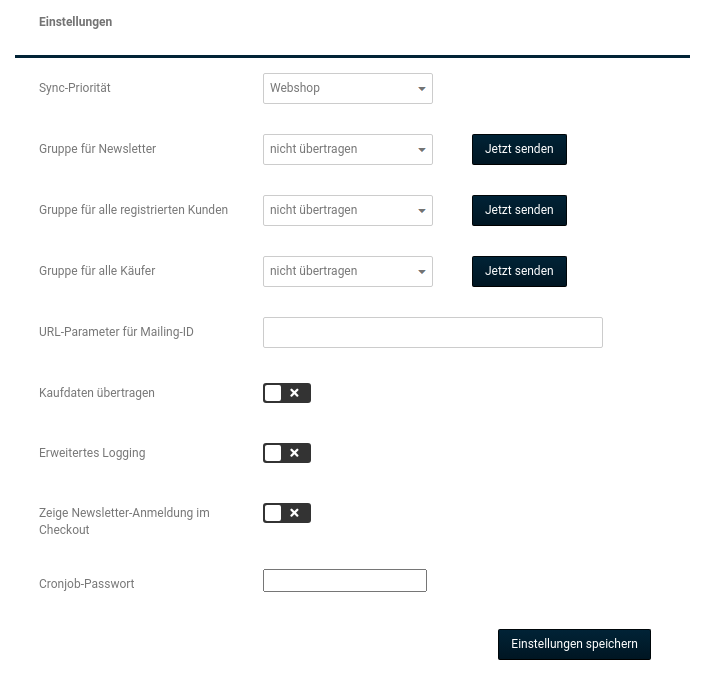 Einstellungen
Sync-Priorität Webshop
Gruppe für Newsletter nicht übertragen Jetzt senden
Gruppe für alle registrierten Kunden nicht übertragen Jetzt senden
Gruppe für alle Käufer nicht übertragen Jetzt senden
URL-Parameter für Mailing-ID
Kaufdaten übertragen
Erweitertes Logging
Zeige Newsletter-Anmeldung im
Checkout
Cronjob-Passwort
Einstellungen speichern